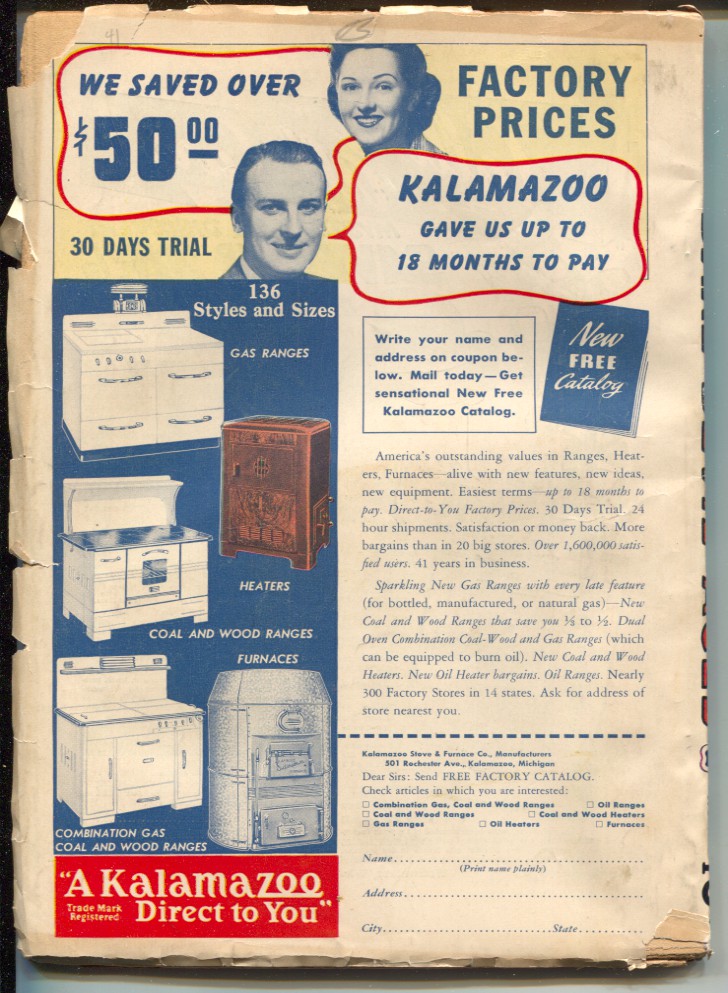 41
WE SAVED OVER
$50 00
FACTORY
PRICES
KALAMAZOO
GAVE US UP TO
18 MONTHS TO PAY
30 DAYS TRIAL
136
Styles and Sizes
GAS RANGES
HEATERS
COAL AND WOOD RANGES
FURNACES
COMBINATION GAS
COAL AND WOOD RANGES
"A Kalamazoo
Trade Mark
Registered
Direct to You"
Write your name and
address on coupon be-
low. Mail today—Get
sensational New Free
Kalamazoo Catalog.
New
FREE
Catalog
America's outstanding values in Ranges, Heat-
ers, Furnaces—alive with new features, new ideas,
new equipment. Easiest terms—up to 18 months to
pay. Direct-to-You Factory Prices. 30 Days Trial. 24
hour shipments. Satisfaction or money back. More
bargains than in 20 big stores. Over 1,600,000 satis-
fied users. 41 years in business.
Sparkling New Gas Ranges with every late feature
(for bottled, manufactured, or natural gas)—New
Coal and Wood Ranges that save you ⅓ to ½. Dual
Oven Combination Coal-Wood and Gas Ranges (which
can be equipped to burn oil). New Coal and Wood
Heaters. New Oil Heater bargains. Oil Ranges. Nearly
300 Factory Stores in 14 states. Ask for address of
store nearest you.
Kalamazoo Stove & Furnace Co., Manufacturers
501 Rochester Ave., Kalamazoo, Michigan
Dear Sirs: Send FREE FACTORY CATALOG.
Check articles in which you are interested:
☐ Combination Gas, Coal and Wood Ranges ☐ Oil Ranges
☐ Coal and Wood Ranges ☐ Coal and Wood Heaters
☐ Gas Ranges ☐ Oil Heaters ☐ Furnaces
Name
(Print name plainly)
Address
City State